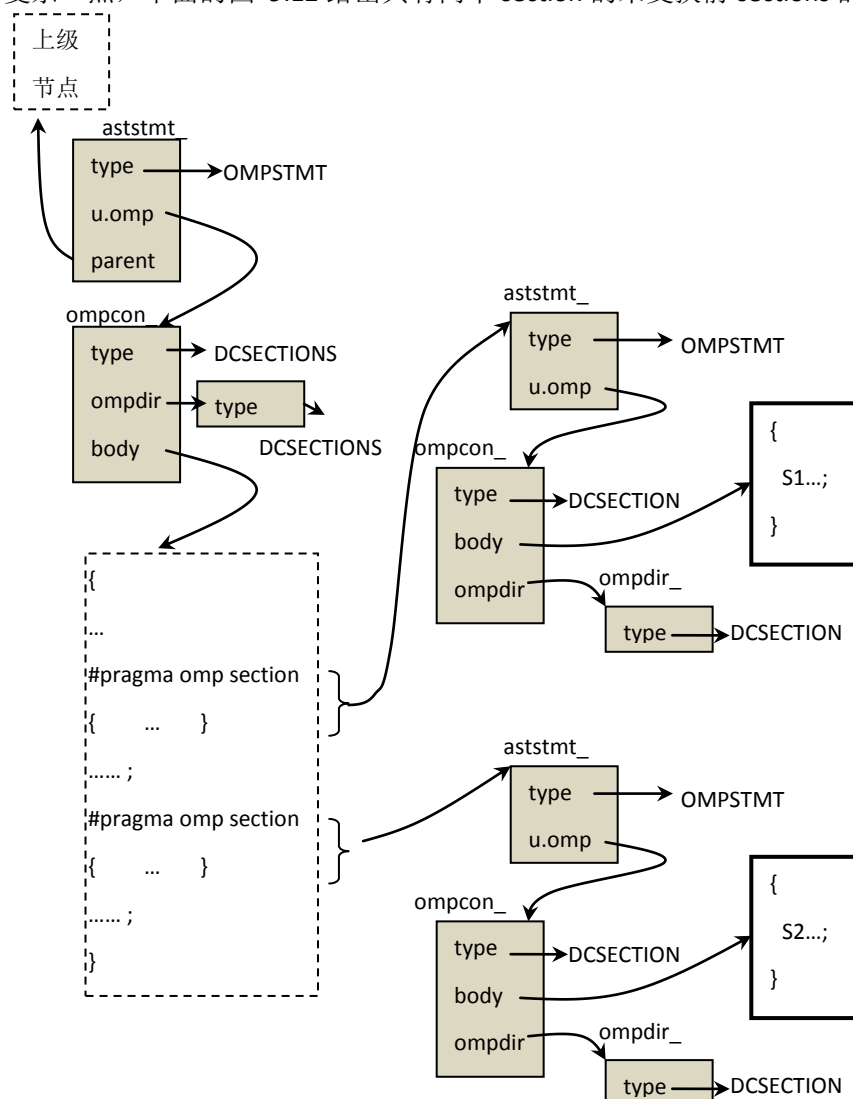 上级
节点
aststmt_
type
OMPSTMT
u.omp
parent
ompcon_
type
DCSECTIONS
ompdir
type
body
DCSECTIONS
{
…
#pragma omp section
{ … }
…… ;
#pragma omp section
{ … }
…… ;
}
aststmt_
type
OMPSTMT
u.omp
ompcon_
type
DCSECTION
body
ompdir
ompdir_
type
DCSECTION
{
S1…;
}
aststmt_
type
OMPSTMT
u.omp
ompcon_
type
DCSECTION
body
ompdir
ompdir_
type
DCSECTION
{
S2…;
}